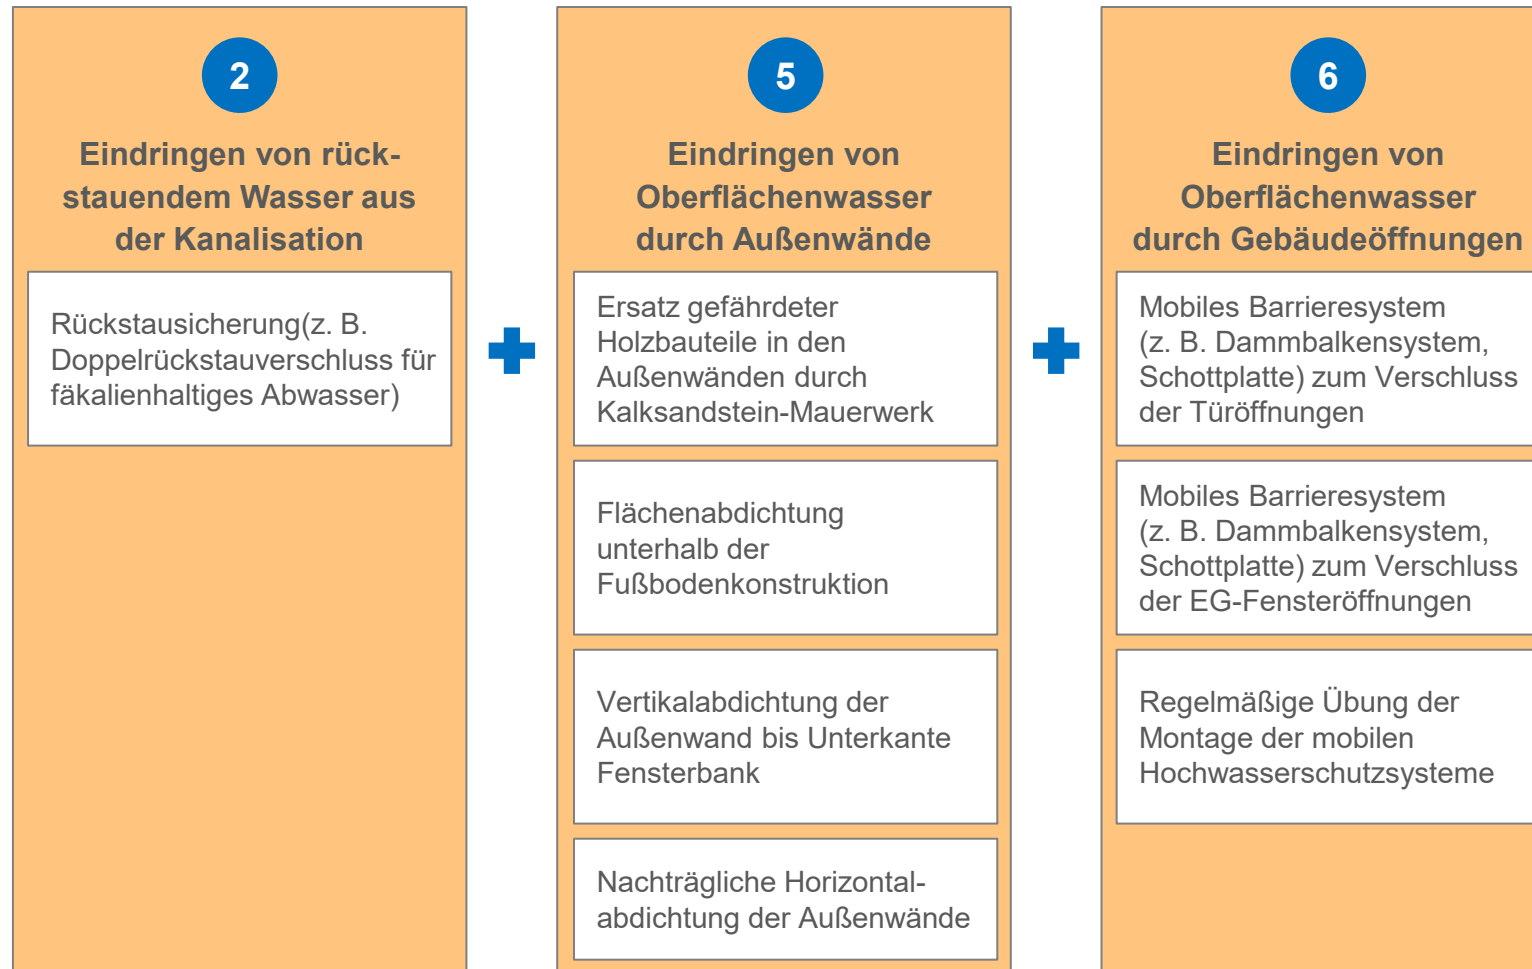 2
Eindringen von rück-
stauendem Wasser aus
der Kanalisation
Rückstausicherung(z. B.
Doppelrückstauverschluss für
fäkalienhaltiges Abwasser)
5
Eindringen von
Oberflächenwasser
durch Außenwände
Ersatz gefährdeter
Holzbauteile in den
Außenwänden durch
Kalksandstein-Mauerwerk
Flächenabdichtung
unterhalb der
Fußbodenkonstruktion
Vertikalabdichtung der
Außenwand bis Unterkante
Fensterbank
Nachträgliche Horizontal-
abdichtung der Außenwände
6
Eindringen von
Oberflächenwasser
durch Gebäudeöffnungen
Mobiles Barrieresystem
(z. B. Dammbalkensystem,
Schottplatte) zum Verschluss
der Türöffnungen
Mobiles Barrieresystem
(z. B. Dammbalkensystem,
Schottplatte) zum Verschluss
der EG-Fensteröffnungen
Regelmäßige Übung der
Montage der mobilen
Hochwasserschutzsysteme